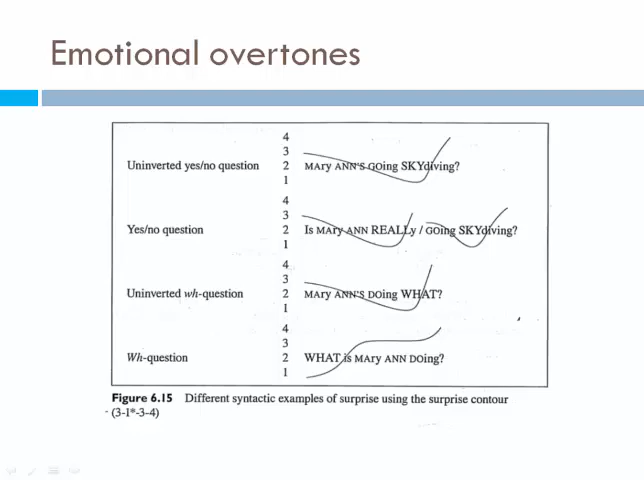 Emotional overtones
4
3
Uninverted yes/no question 2 MAry ANN'S GOing SKYdiving?
1
4
3
Yes/no question 2 Is MAry ANN REALLy / GOing SKYdiving?
1
4
3
Uninverted wh-question 2 MAry ANN'S DOing WHAT?
1
4
3
Wh-question 2 WHAT is MAry ANN DOing?
1
Figure 6.15 Different syntactic examples of surprise using the surprise contour
(3-1*-3-4)